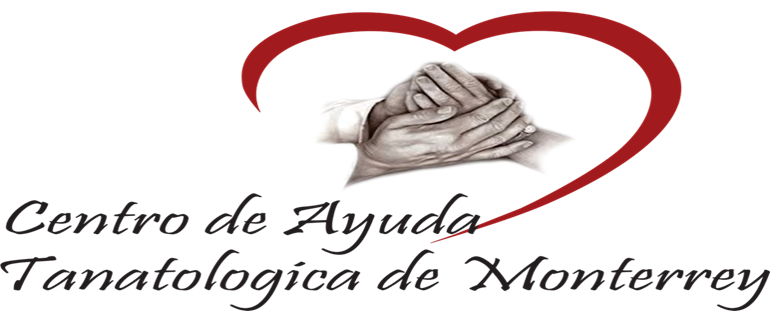 Centro de Ayuda
Tanatologica de Monterrey